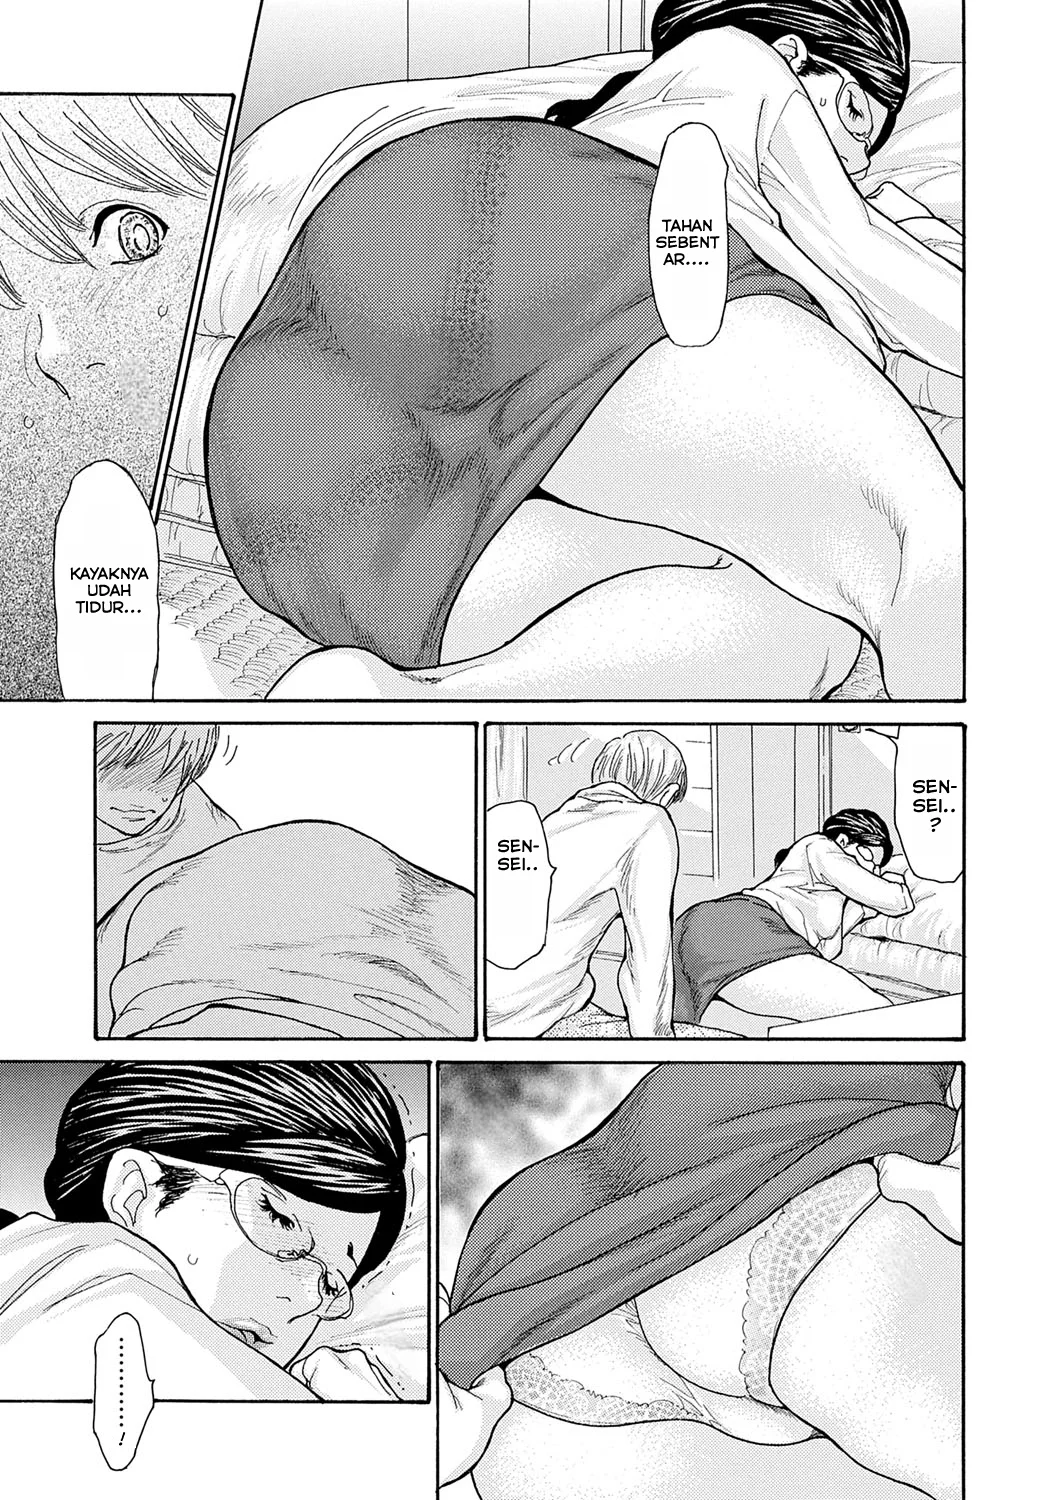 TAHAN
SEBENT
AR....
KAYAKNYA
UDAH
TIDUR...
SEN-
SEI..
?
SEN-
SEI..
..........!